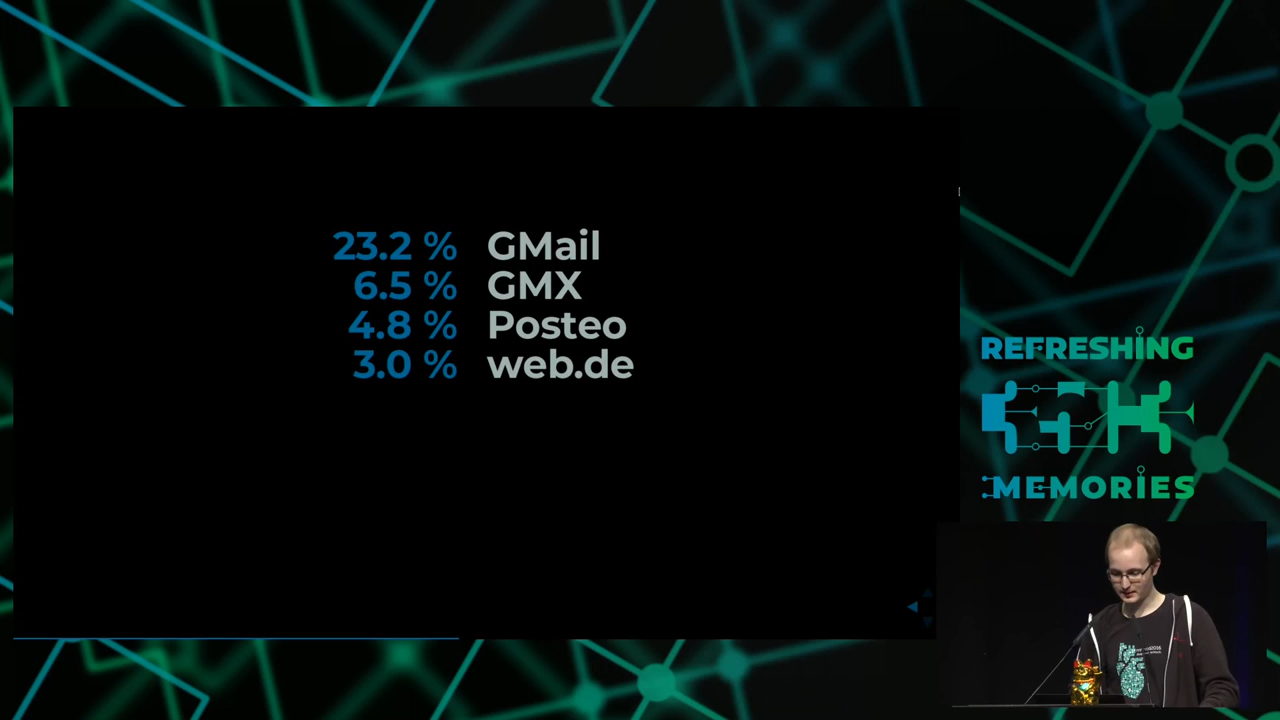 23.2 % GMail
6.5 % GMX
4.8 % Posteo
3.0 % web.de
REFRESHING
MEMORIES